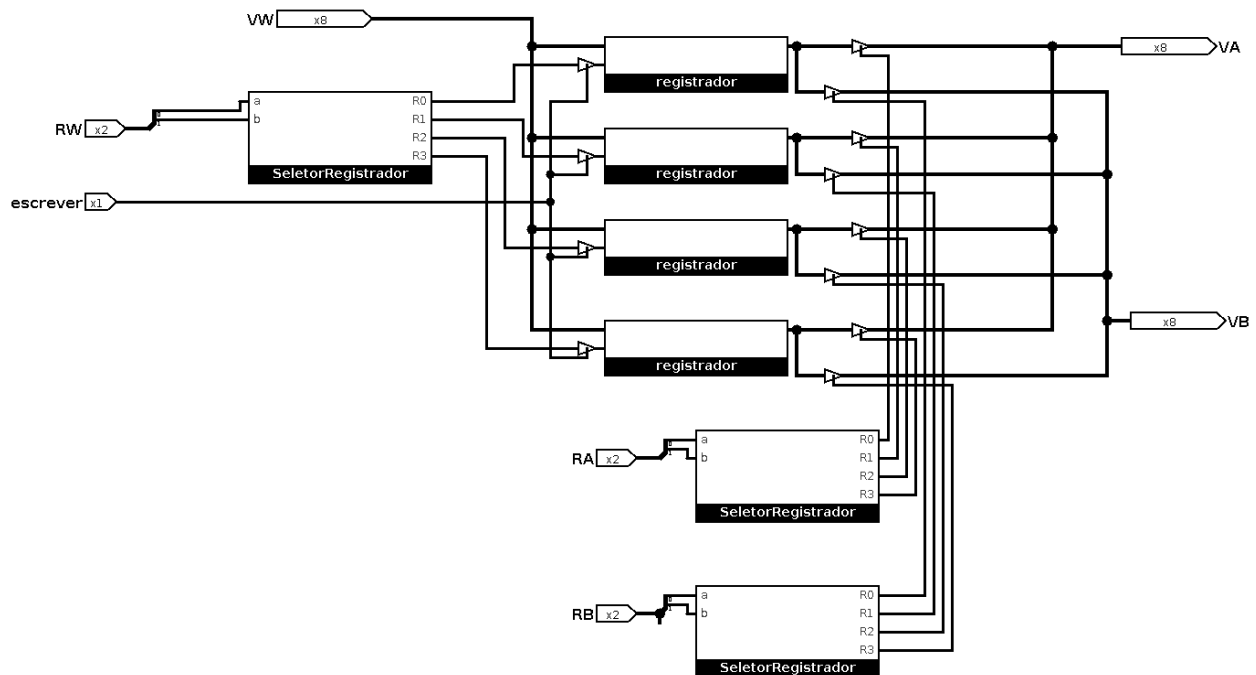 VW x8
x8 VA
registrador
a R0
RW x2
b R1
R2
R3
SeletorRegistrador
registrador
escrever x1
registrador
x8 VB
registrador
a R0
RA x2
b R1
R2
R3
SeletorRegistrador
a R0
RB x2
b R1
R2
R3
SeletorRegistrador